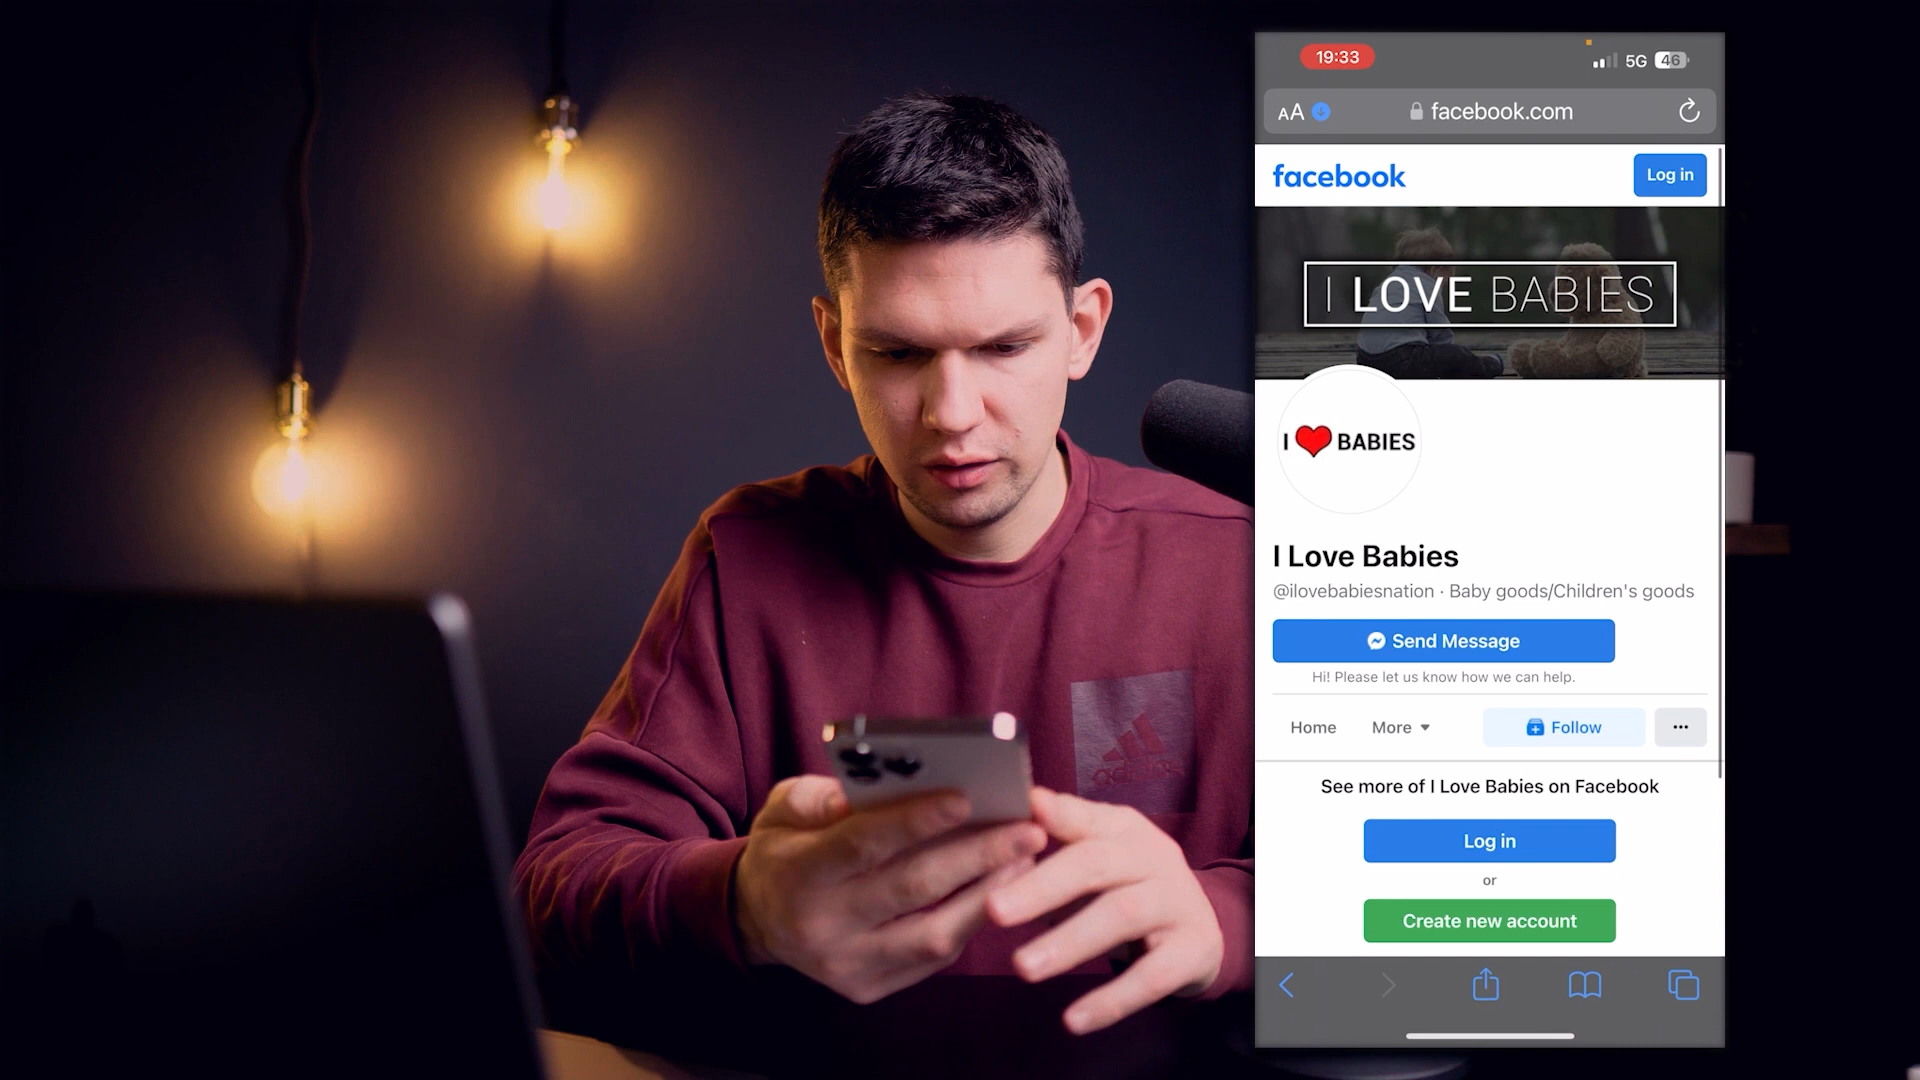 19:33
5G 46
AA facebook.com
facebook
Log in
I LOVE BABIES
I ❤ BABIES
I Love Babies
@ilovebabiesnation · Baby goods/Children's goods
Send Message
Hi! Please let us know how we can help.
Home More Follow ...
See more of I Love Babies on Facebook
Log in
or
Create new account
adidas